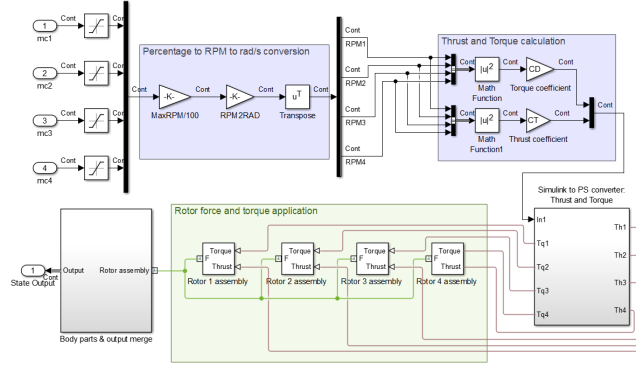 1
mc1
2
mc2
3
mc3
4
mc4
Cont
Cont
Cont
Cont
Cont
Cont
Cont
Cont
Percentage to RPM to rad/s conversion
Cont
-K-
MaxRPM/100
Cont
-K-
RPM2RAD
Cont
uT
Transpose
Cont
Cont
RPM1
Cont
RPM2
Cont
RPM3
Cont
RPM4
Thrust and Torque calculation
Cont
|u|2
Math
Function
Cont
CD
Torque coefficient
Cont
Cont
|u|2
Math
Function1
Cont
CT
Thrust coefficient
Cont
Cont
Simulink to PS converter:
Thrust and Torque
In1
Tq1
Tq2
Tq3
Tq4
Th1
Th2
Th3
Th4
Rotor force and torque application
Torque
F
Thrust
Rotor 1 assembly
Torque
F
Thrust
Rotor 2 assembly
Torque
F
Thrust
Rotor 3 assembly
Torque
F
Thrust
Rotor 4 assembly
1
State Output
Cont
Output
Rotor assembly
Body parts & output merge